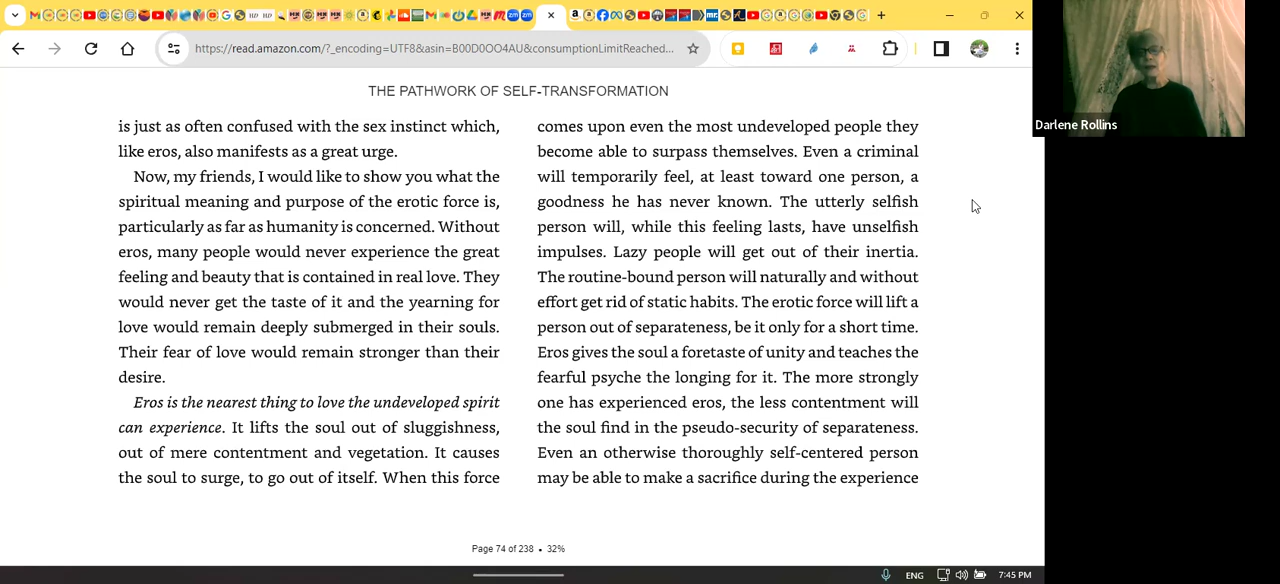 https://read.amazon.com/?_encoding=UTF8&asin=B00D0OO4AU&consumptionLimitReached...
Darlene Rollins
THE PATHWORK OF SELF-TRANSFORMATION
is just as often confused with the sex instinct which,
like eros, also manifests as a great urge.
Now, my friends, I would like to show you what the
spiritual meaning and purpose of the erotic force is,
particularly as far as humanity is concerned. Without
eros, many people would never experience the great
feeling and beauty that is contained in real love. They
would never get the taste of it and the yearning for
love would remain deeply submerged in their souls.
Their fear of love would remain stronger than their
desire.
Eros is the nearest thing to love the undeveloped spirit
can experience. It lifts the soul out of sluggishness,
out of mere contentment and vegetation. It causes
the soul to surge, to go out of itself. When this force
comes upon even the most undeveloped people they
become able to surpass themselves. Even a criminal
will temporarily feel, at least toward one person, a
goodness he has never known. The utterly selfish
person will, while this feeling lasts, have unselfish
impulses. Lazy people will get out of their inertia.
The routine-bound person will naturally and without
effort get rid of static habits. The erotic force will lift a
person out of separateness, be it only for a short time.
Eros gives the soul a foretaste of unity and teaches the
fearful psyche the longing for it. The more strongly
one has experienced eros, the less contentment will
the soul find in the pseudo-security of separateness.
Even an otherwise thoroughly self-centered person
may be able to make a sacrifice during the experience
Page 74 of 238 • 32%
ENG
7:45 PM